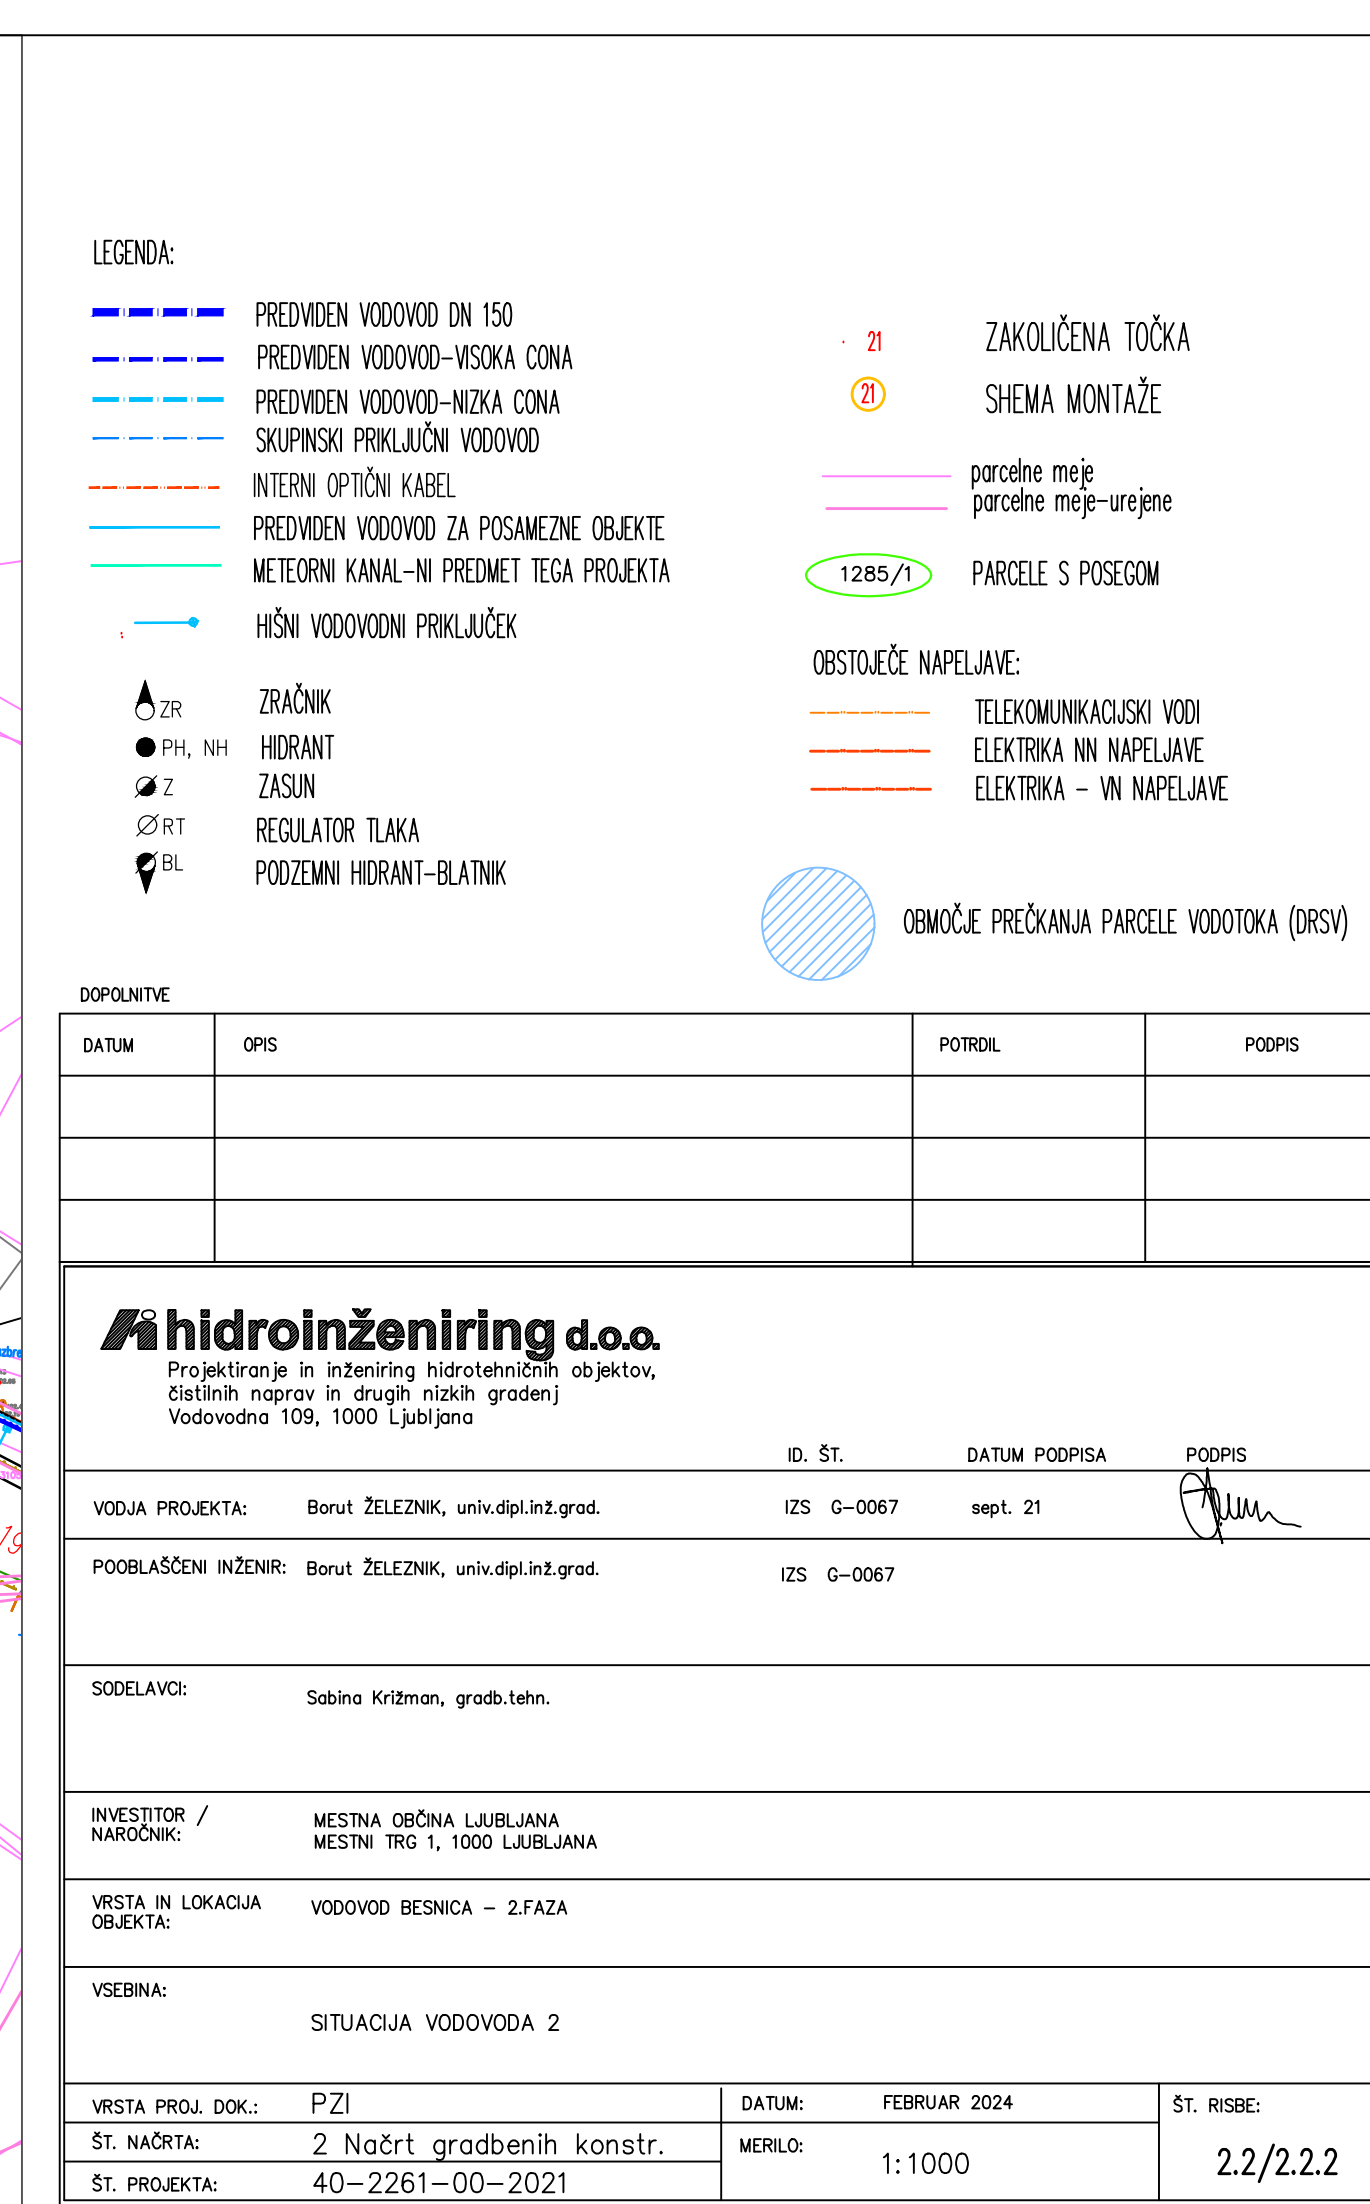 LEGENDA:
PREDVIDEN VODOVOD DN 150
PREDVIDEN VODOVOD-VISOKA CONA
PREDVIDEN VODOVOD-NIZKA CONA
SKUPINSKI PRIKLJUČNI VODOVOD
INTERNI OPTIČNI KABEL
PREDVIDEN VODOVOD ZA POSAMEZNE OBJEKTE
METEORNI KANAL-NI PREDMET TEGA PROJEKTA
HIŠNI VODOVODNI PRIKLJUČEK
ZR ZRAČNIK
PH, NH HIDRANT
Z ZASUN
RT REGULATOR TLAKA
BL PODZEMNI HIDRANT-BLATNIK
21 ZAKOLIČENA TOČKA
21 SHEMA MONTAŽE
parcelne meje
parcelne meje-urejene
1285/1 PARCELE S POSEGOM
OBSTOJEČE NAPELJAVE:
TELEKOMUNIKACIJSKI VODI
ELEKTRIKA NN NAPELJAVE
ELEKTRIKA - VN NAPELJAVE
OBMOČJE PREČKANJA PARCELE VODOTOKA (DRSV)
DOPOLNITVE
DATUM OPIS POTRDIL PODPIS
hidroinženiring d.o.o.
Projektiranje in inženiring hidrotehničnih objektov,
čistilnih naprav in drugih nizkih gradenj
Vodovodna 109, 1000 Ljubljana
ID. ŠT. DATUM PODPISA PODPIS
VODJA PROJEKTA: Borut ŽELEZNIK, univ.dipl.inž.grad. IZS G-0067 sept. 21
POOBLAŠČENI INŽENIR: Borut ŽELEZNIK, univ.dipl.inž.grad. IZS G-0067
SODELAVCI: Sabina Križman, gradb.tehn.
INVESTITOR /
NAROČNIK:
MESTNA OBČINA LJUBLJANA
MESTNI TRG 1, 1000 LJUBLJANA
VRSTA IN LOKACIJA
OBJEKTA:
VODOVOD BESNICA - 2.FAZA
VSEBINA:
SITUACIJA VODOVODA 2
VRSTA PROJ. DOK.: PZI
ŠT. NAČRTA: 2 Načrt gradbenih konstr.
ŠT. PROJEKTA: 40-2261-00-2021
DATUM: FEBRUAR 2024
MERILO: 1:1000
ŠT. RISBE:
2.2/2.2.2
19